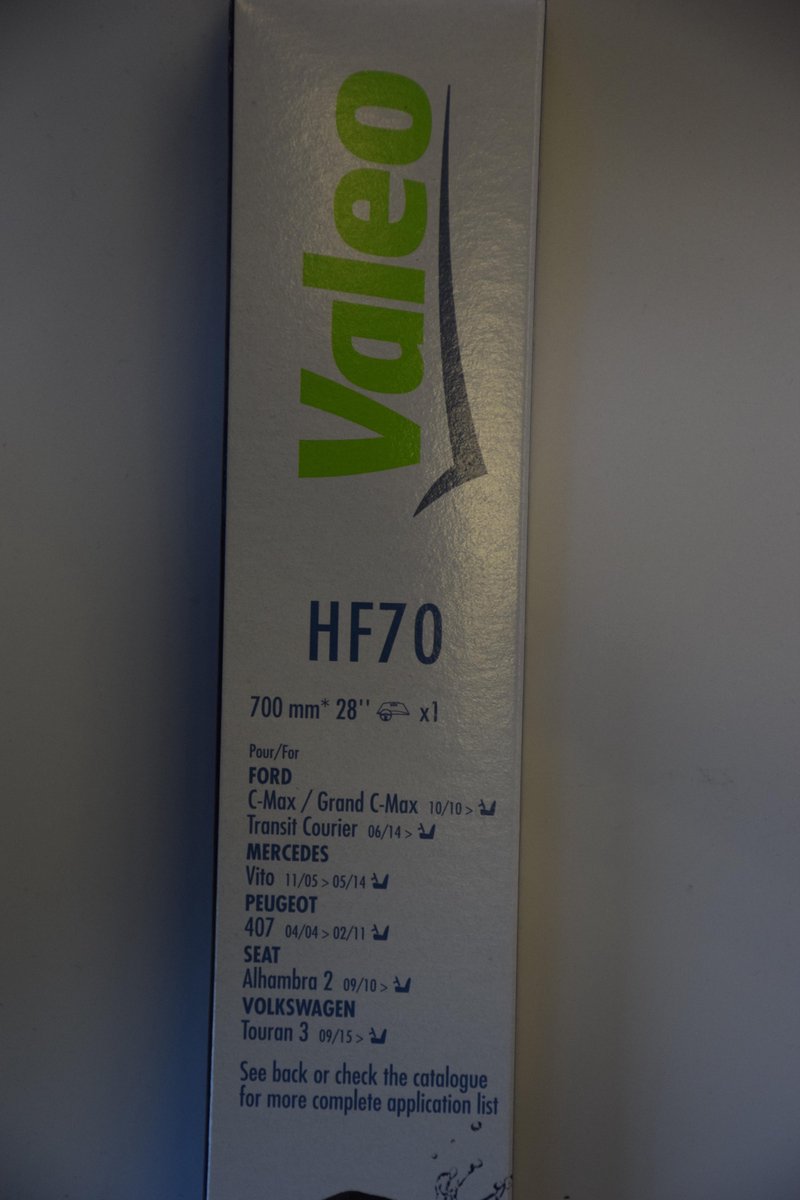 Valeo
HF70
700 mm* 28'' x1
Pour/For
FORD
C-Max / Grand C-Max 10/10 >
Transit Courier 06/14 >
MERCEDES
Vito 11/05 > 05/14
PEUGEOT
407 04/04 > 02/11
SEAT
Alhambra 2 09/10 >
VOLKSWAGEN
Touran 3 09/15 >
See back or check the catalogue
for more complete application list